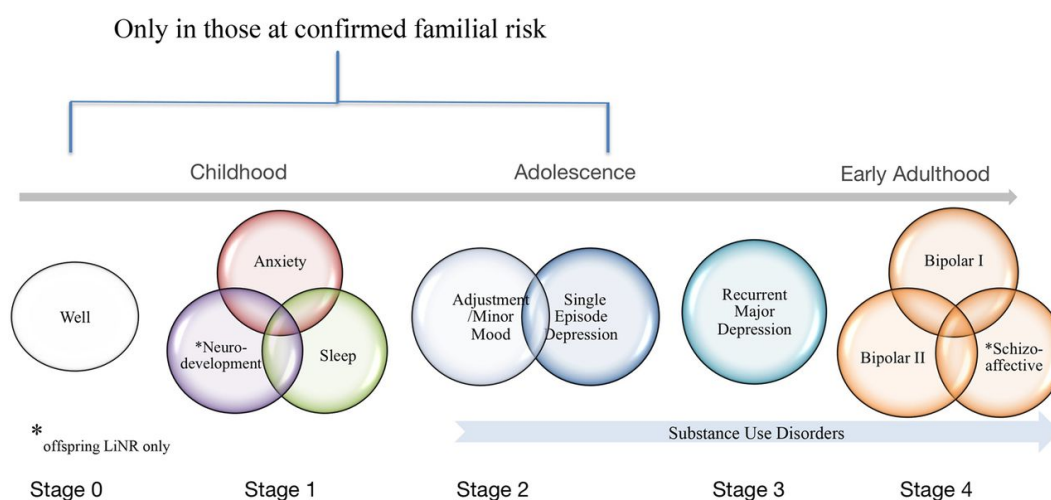 Only in those at confirmed familial risk
Childhood
Adolescence
Early Adulthood
Well
Anxiety
*Neuro-
development
Sleep
Adjustment
/Minor
Mood
Single
Episode
Depression
Recurrent
Major
Depression
Bipolar I
Bipolar II
*Schizo-
affective
* offspring LiNR only
Substance Use Disorders
Stage 0
Stage 1
Stage 2
Stage 3
Stage 4